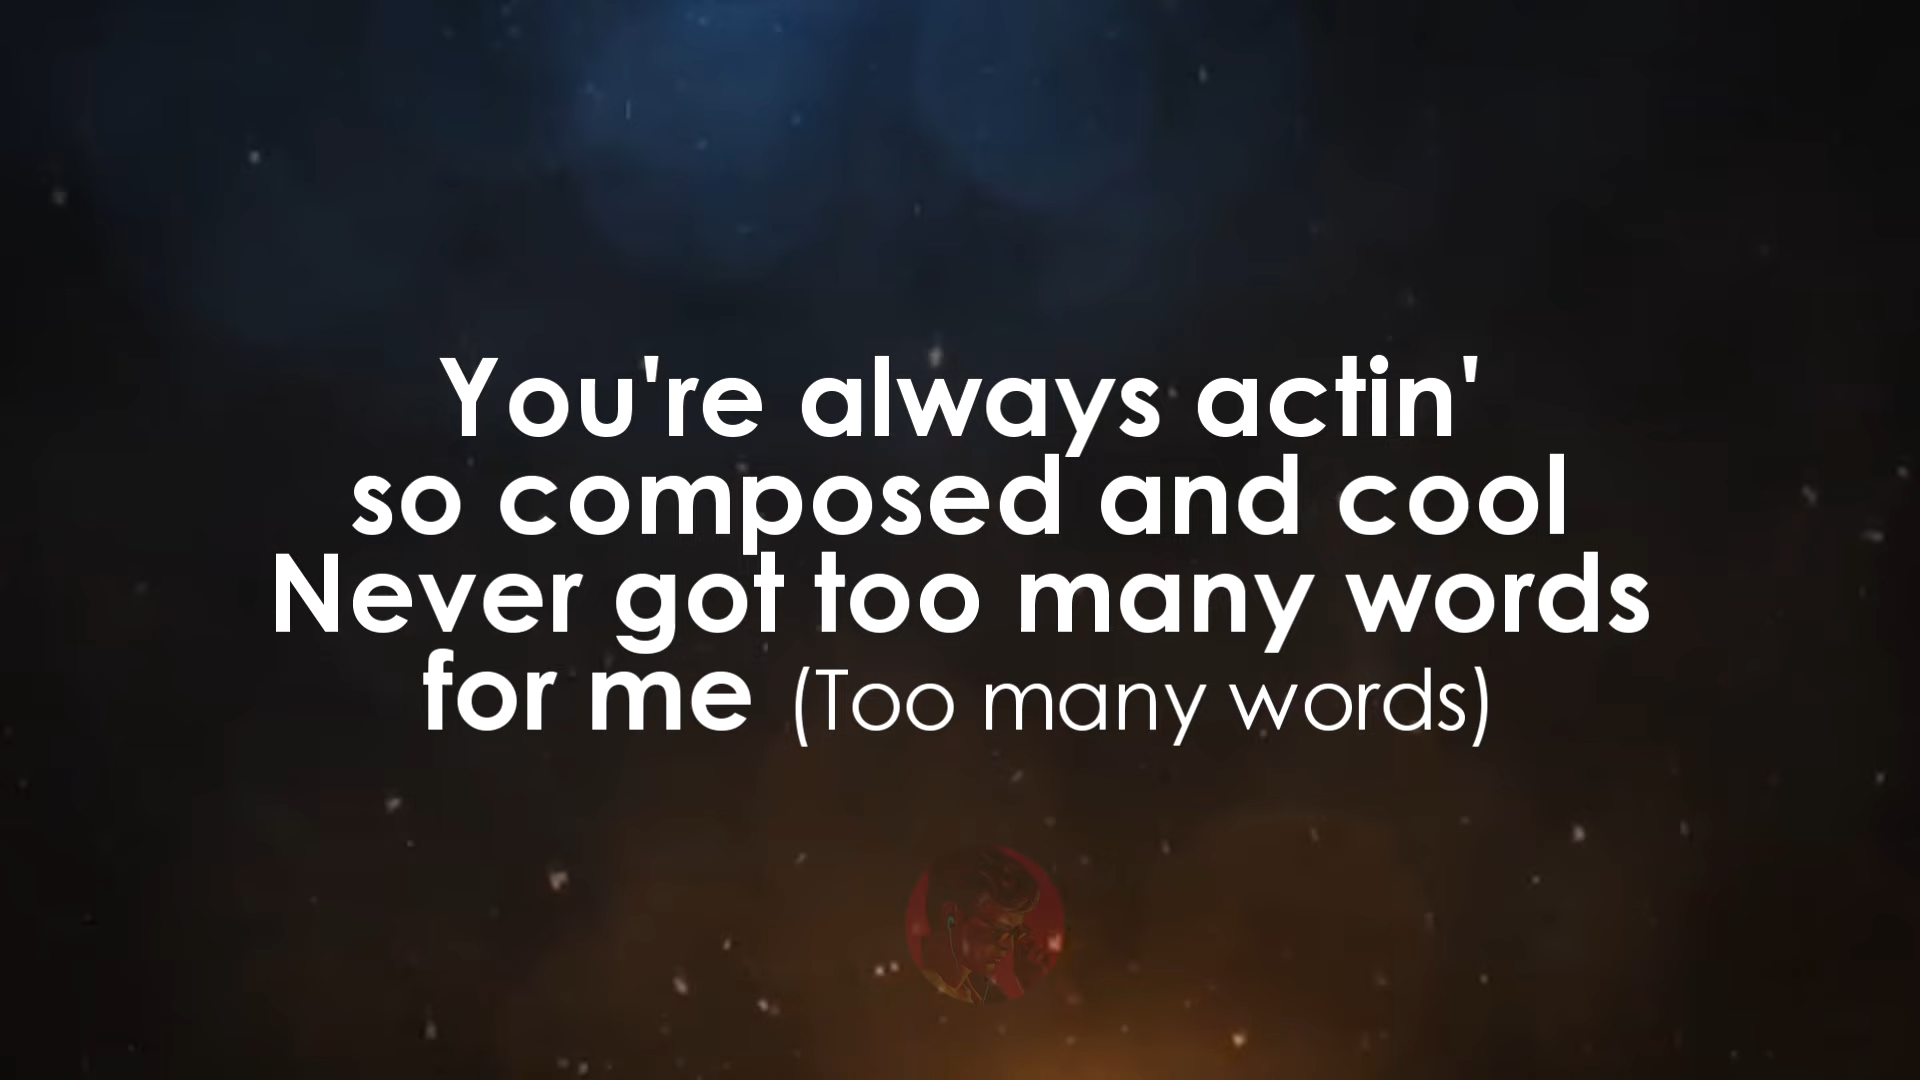 You're always actin'
so composed and cool
Never got too many words
for me (Too many words)